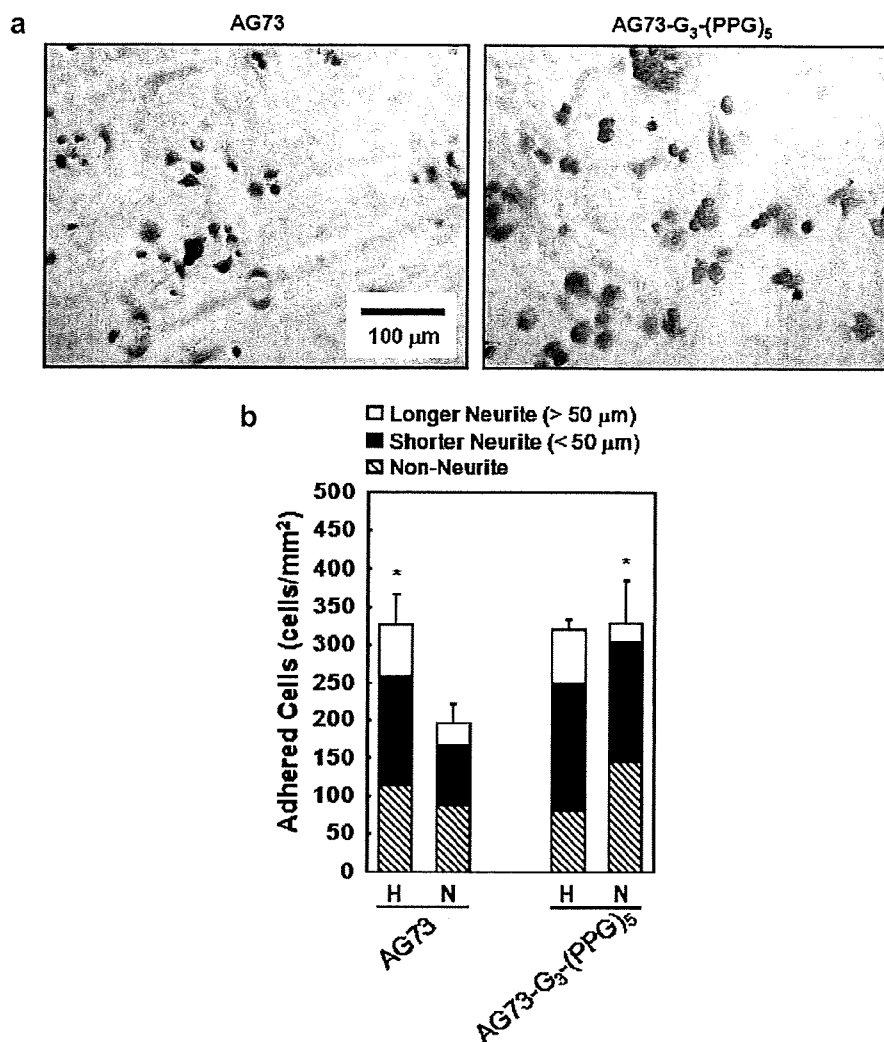 a
AG73
AG73-G₃-(PPG)₅
100 μm
b
Longer Neurite (> 50 μm)
Shorter Neurite (< 50 μm)
Non-Neurite
Adhered Cells (cells/mm²)
500
450
400
350
300
250
200
150
100
50
0
*
*
H
N
H
N
AG73
AG73-G₃-(PPG)₅